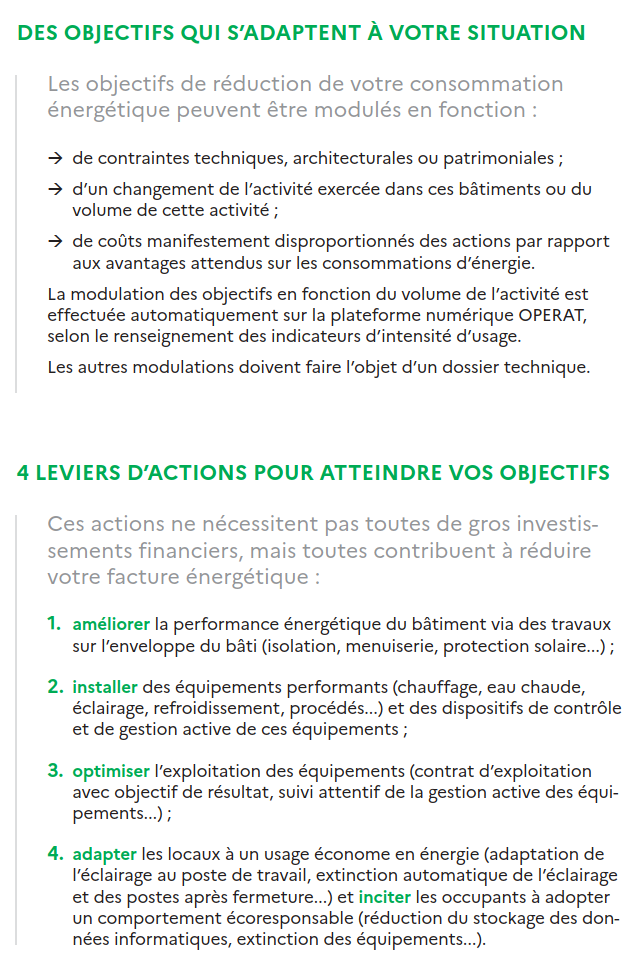 DES OBJECTIFS QUI S’ADAPTENT À VOTRE SITUATION
Les objectifs de réduction de votre consommation
énergétique peuvent être modulés en fonction :
→ de contraintes techniques, architecturales ou patrimoniales ;
→ d’un changement de l’activité exercée dans ces bâtiments ou du
volume de cette activité ;
→ de coûts manifestement disproportionnés des actions par rapport
aux avantages attendus sur les consommations d’énergie.
La modulation des objectifs en fonction du volume de l’activité est
effectuée automatiquement sur la plateforme numérique OPERAT,
selon le renseignement des indicateurs d’intensité d’usage.
Les autres modulations doivent faire l’objet d’un dossier technique.
4 LEVIERS D’ACTIONS POUR ATTEINDRE VOS OBJECTIFS
Ces actions ne nécessitent pas toutes de gros investis-
sements financiers, mais toutes contribuent à réduire
votre facture énergétique :
1. améliorer la performance énergétique du bâtiment via des travaux
sur l’enveloppe du bâti (isolation, menuiserie, protection solaire...) ;
2. installer des équipements performants (chauffage, eau chaude,
éclairage, refroidissement, procédés...) et des dispositifs de contrôle
et de gestion active de ces équipements ;
3. optimiser l’exploitation des équipements (contrat d’exploitation
avec objectif de résultat, suivi attentif de la gestion active des équi-
pements...) ;
4. adapter les locaux à un usage économe en énergie (adaptation de
l’éclairage au poste de travail, extinction automatique de l’éclairage
et des postes après fermeture...) et inciter les occupants à adopter
un comportement écoresponsable (réduction du stockage des don-
nées informatiques, extinction des équipements...).